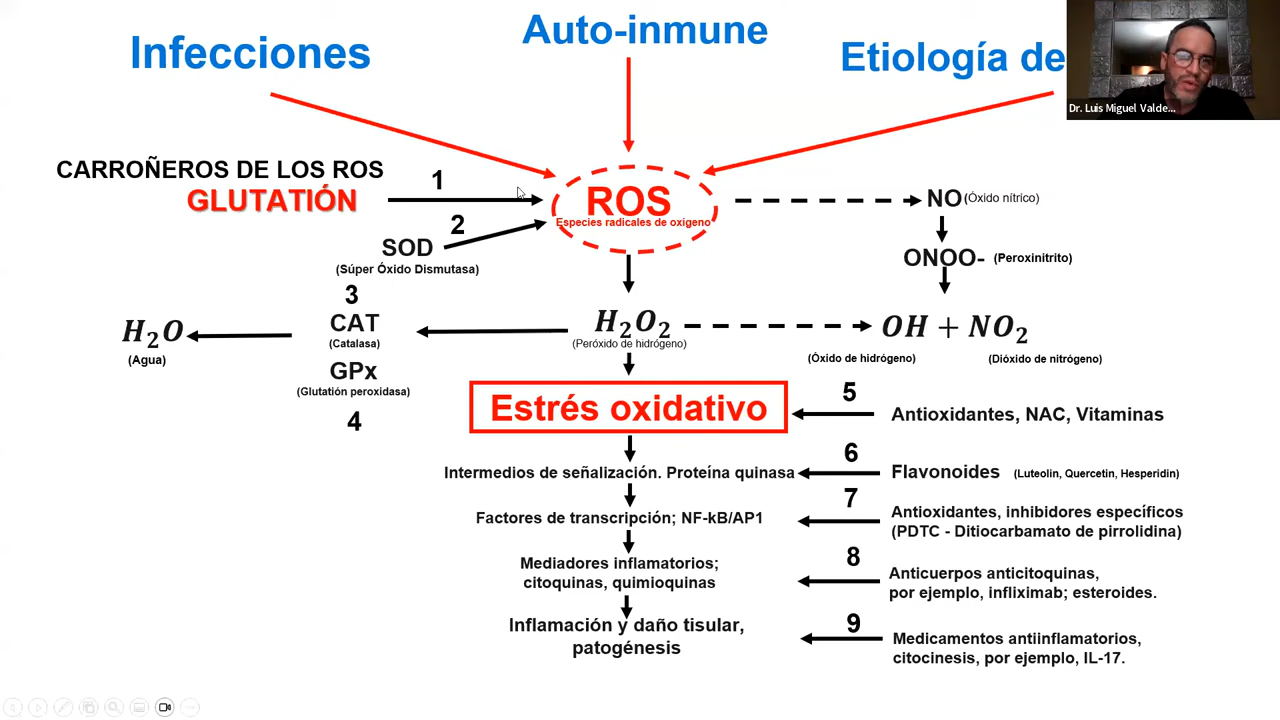 Infecciones
Auto-inmune
Etiología de
Dr. Luis Miguel Valde...
CARROÑEROS DE LOS ROS
GLUTATIÓN
1
2
SOD
(Súper Óxido Dismutasa)
ROS
Especies radicales de oxigeno
NO (Óxido nítrico)
ONOO- (Peroxinitrito)
H₂O
(Agua)
3
CAT
(Catalasa)
GPx
(Glutatión peroxidasa)
4
H₂O₂
(Peróxido de hidrógeno)
OH + NO₂
(Óxido de hidrógeno)
(Dióxido de nitrógeno)
Estrés oxidativo
5
Antioxidantes, NAC, Vitaminas
Intermedios de señalización. Proteína quinasa
6
Flavonoides (Luteolin, Quercetin, Hesperidin)
Factores de transcripción; NF-kB/AP1
7
Antioxidantes, inhibidores específicos
(PDTC - Ditiocarbamato de pirrolidina)
Mediadores inflamatorios;
citoquinas, quimioquinas
8
Anticuerpos anticitoquinas,
por ejemplo, infliximab; esteroides.
Inflamación y daño tisular,
patogénesis
9
Medicamentos antiinflamatorios,
citocinesis, por ejemplo, IL-17.